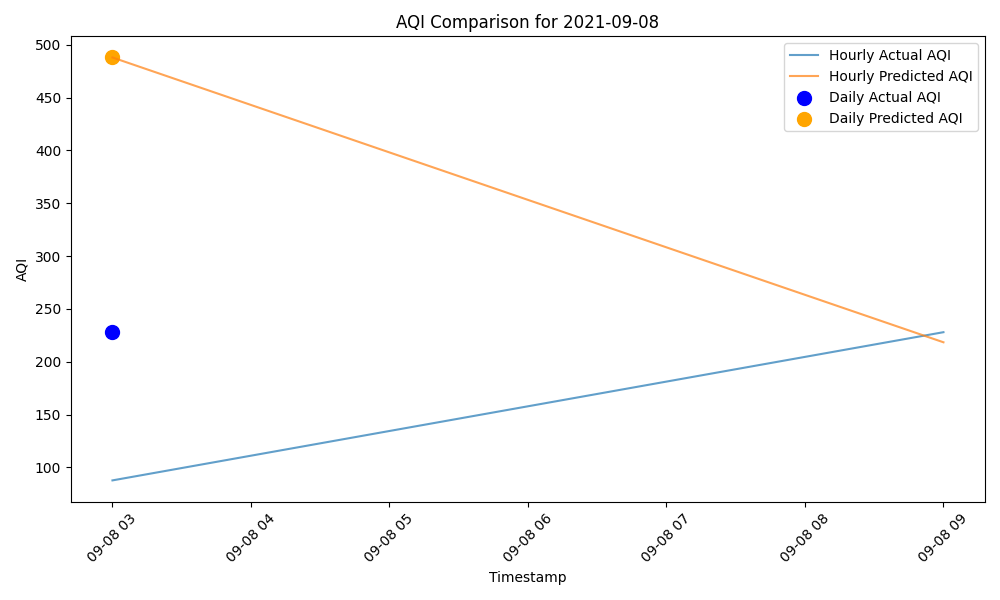 AQI Comparison for 2021-09-08
Hourly Actual AQI
Hourly Predicted AQI
Daily Actual AQI
Daily Predicted AQI
AQI
500
450
400
350
300
250
200
150
100
09-08 03
09-08 04
09-08 05
09-08 06
09-08 07
09-08 08
09-08 09
Timestamp